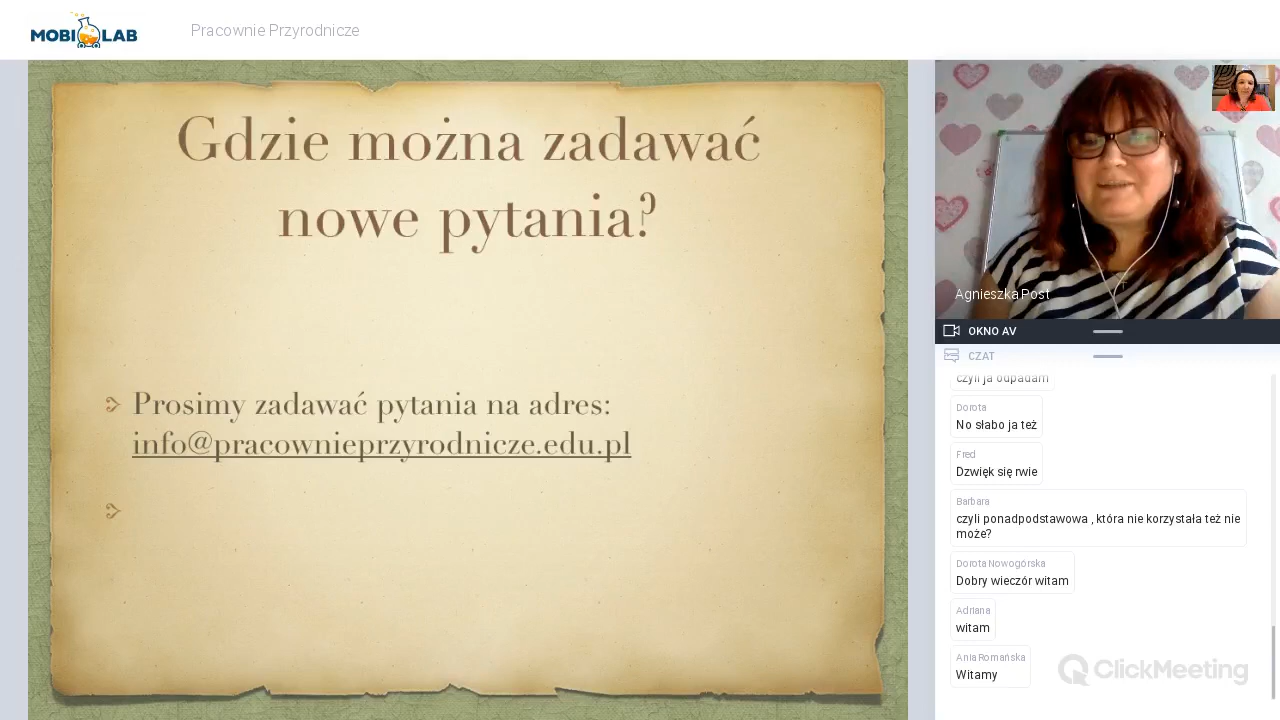 MOBI LAB
Pracownie Przyrodnicze
Gdzie można zadawać
nowe pytania?
Prosimy zadawać pytania na adres:
info@pracownieprzyrodnicze.edu.pl
Agnieszka Post
OKNO AV
CZAT
czyli ja odpadam
Dorota
No słabo ja też
Fred
Dzwięk się rwie
Barbara
czyli ponadpodstawowa , która nie korzystała też nie
może?
Dorota Nowogórska
Dobry wieczór witam
Adriana
witam
Ania Romańska
Witamy
ClickMeeting